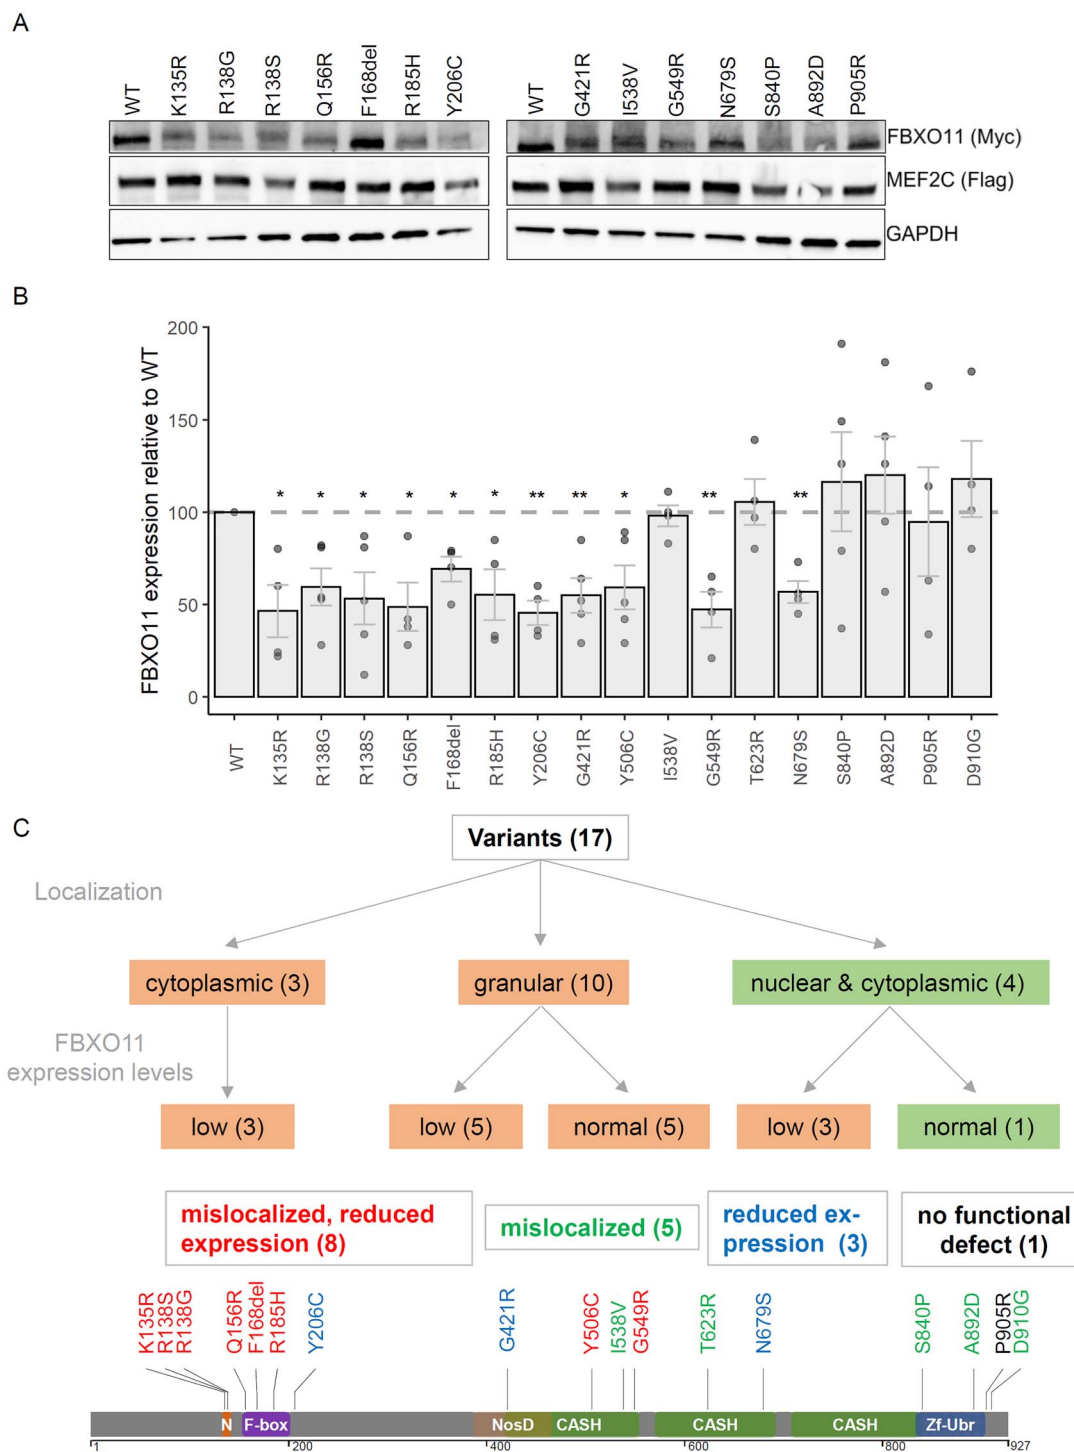 A
WT K135R R138G R138S Q156R F168del R185H Y206C WT G421R I538V G549R N679S S840P A892D P905R
FBXO11 (Myc)
MEF2C (Flag)
GAPDH
B
FBXO11 expression relative to WT
200
150
100
50
0
* * * * * * ** ** * ** **
WT K135R R138G R138S Q156R F168del R185H Y206C G421R Y506C I538V G549R T623R N679S S840P A892D P905R D910G
C
Variants (17)
Localization
cytoplasmic (3) granular (10) nuclear & cytoplasmic (4)
FBXO11
expression levels
low (3) low (5) normal (5) low (3) normal (1)
mislocalized, reduced
expression (8)
mislocalized (5)
reduced ex-
pression (3)
no functional
defect (1)
K135R R138S R138G Q156R F168del R185H Y206C G421R Y506C I538V G549R T623R N679S S840P A892D P905R D910G
N F-box NosD CASH CASH CASH Zf-Ubr
1 200 400 600 800 927